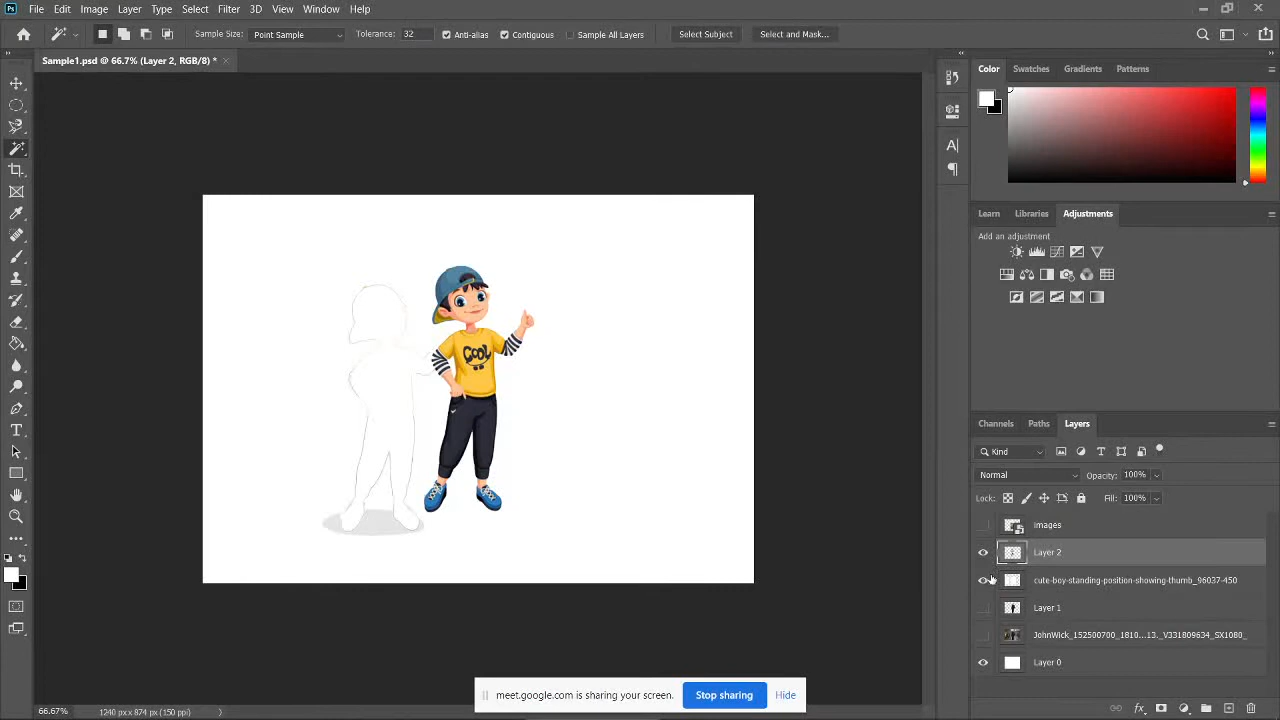 Ps File Edit Image Layer Type Select Filter 3D View Window Help
Sample Size: Point Sample Tolerance: 32 Anti-alias Contiguous Sample All Layers Select Subject Select and Mask...
Sample1.psd @ 66.7% (Layer 2, RGB/8) *
Color Swatches Gradients Patterns
Learn Libraries Adjustments
Add an adjustment
COOL
Channels Paths Layers
Kind
Normal Opacity: 100%
Lock: Fill: 100%
images
Layer 2
cute-boy-standing-position-showing-thumb_96037-450
Layer 1
JohnWick_152500700_1810...13._V331809634_SX1080_
Layer 0
meet.google.com is sharing your screen. Stop sharing Hide
66.67% 1240 px x 874 px (150 ppi)